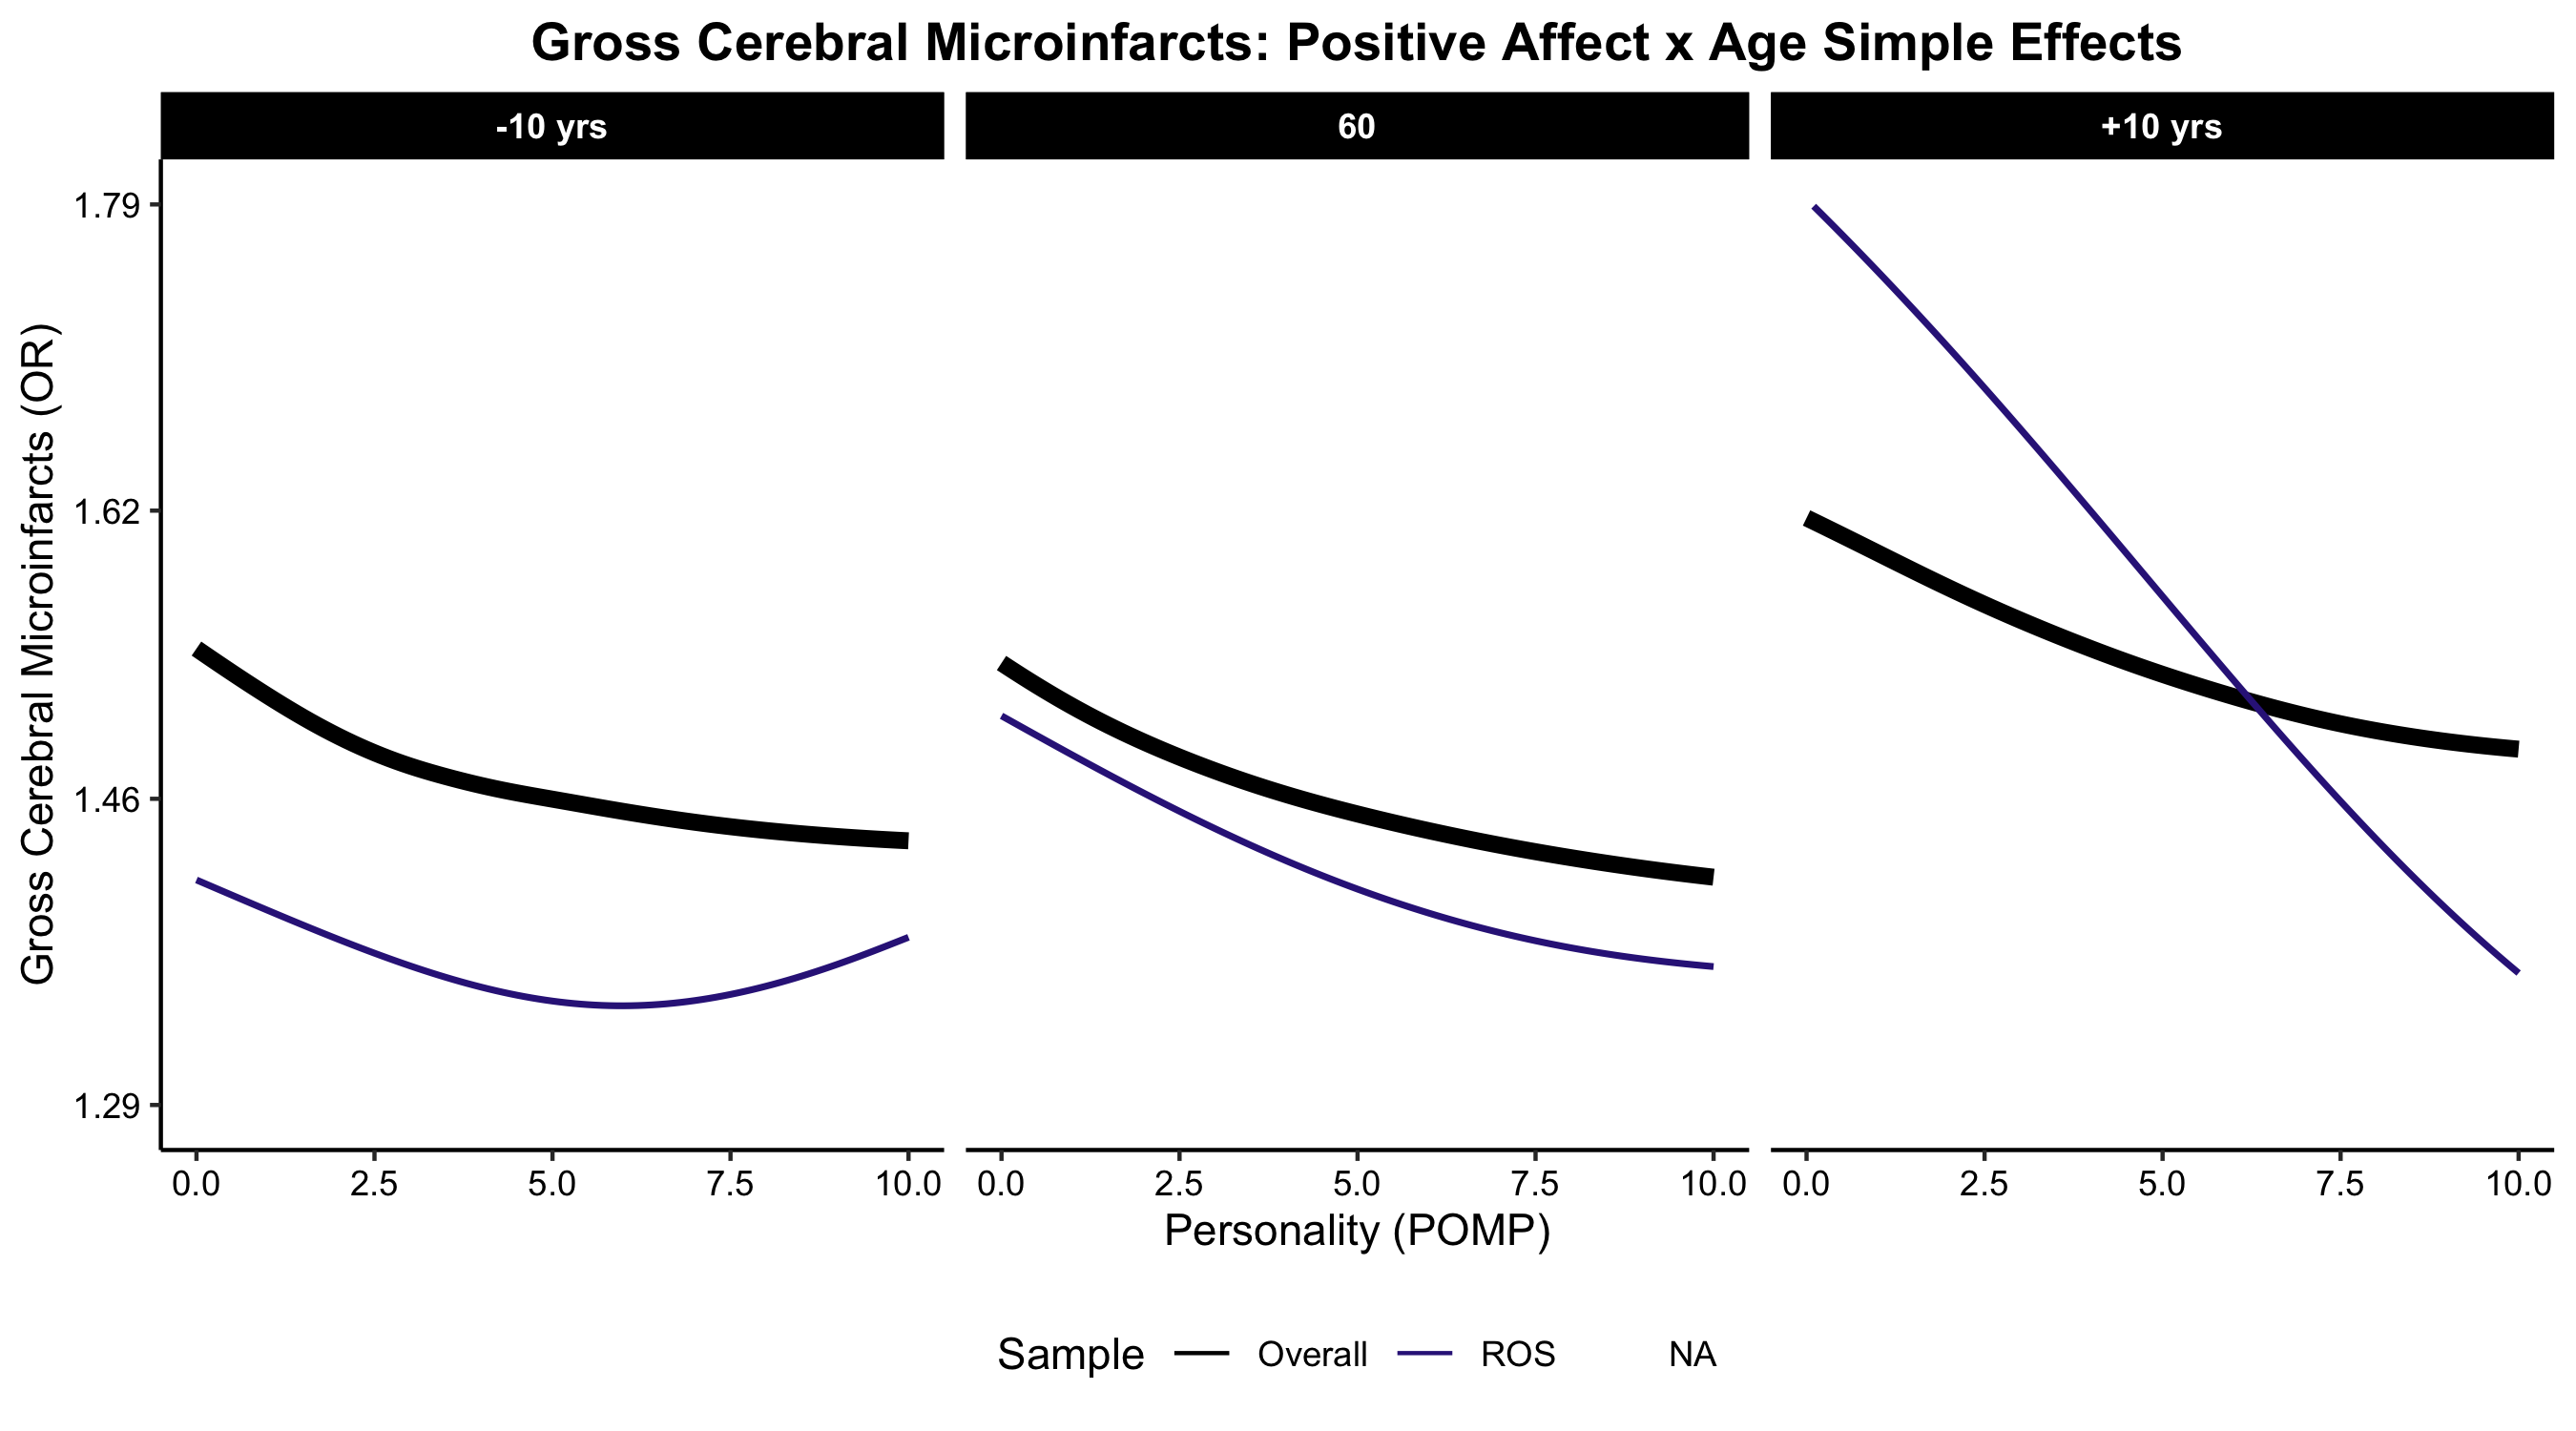 Gross Cerebral Microinfarcts: Positive Affect x Age Simple Effects
-10 yrs 60 +10 yrs
Gross Cerebral Microinfarcts (OR)
1.79
1.62
1.46
1.29
0.0 2.5 5.0 7.5 10.0 0.0 2.5 5.0 7.5 10.0 0.0 2.5 5.0 7.5 10.0
Personality (POMP)
Sample Overall ROS NA